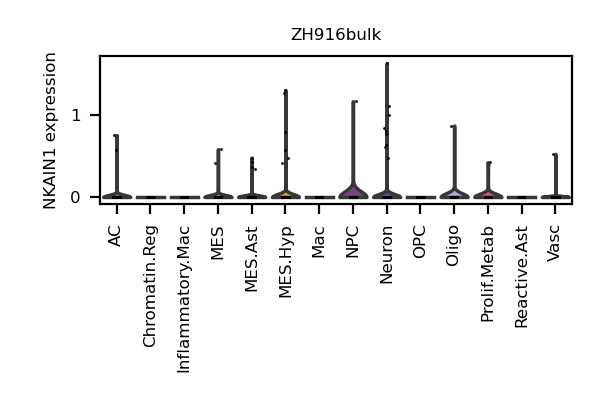 ZH916bulk
NKAIN1 expression
1
0
AC
Chromatin.Reg
Inflammatory.Mac
MES
MES.Ast
MES.Hyp
Mac
NPC
Neuron
OPC
Oligo
Prolif.Metab
Reactive.Ast
Vasc